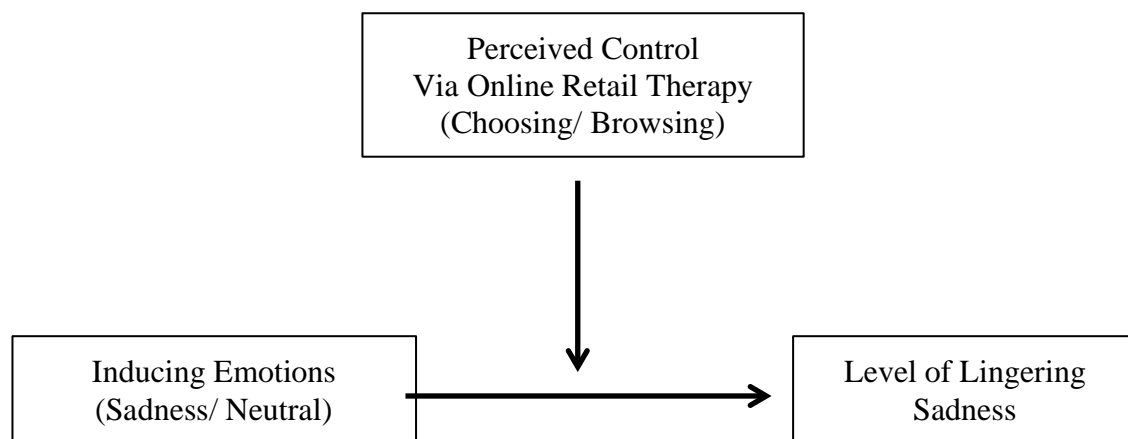 Perceived Control
Via Online Retail Therapy
(Choosing/ Browsing)
Inducing Emotions
(Sadness/ Neutral)
Level of Lingering
Sadness